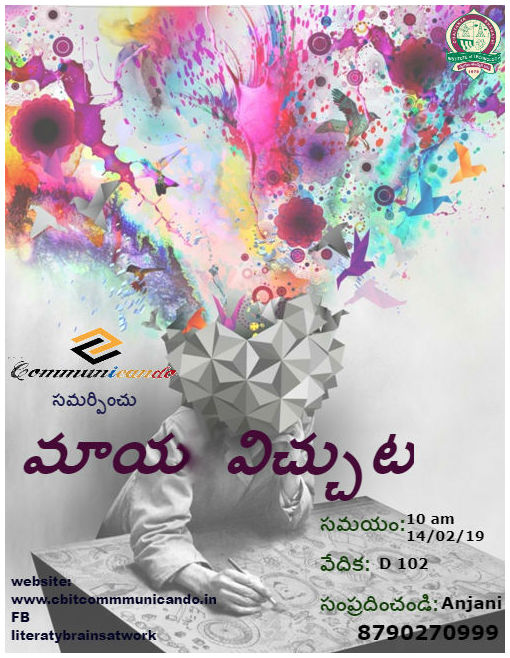 Communicando
సమర్పించు
మాయ విచ్చుట
సమయం: 10 am
14/02/19
వేదిక: D 102
సంప్రదించండి: Anjani
8790270999
website:
www.cbitcommmunicando.in
FB
literatybrainsatwork